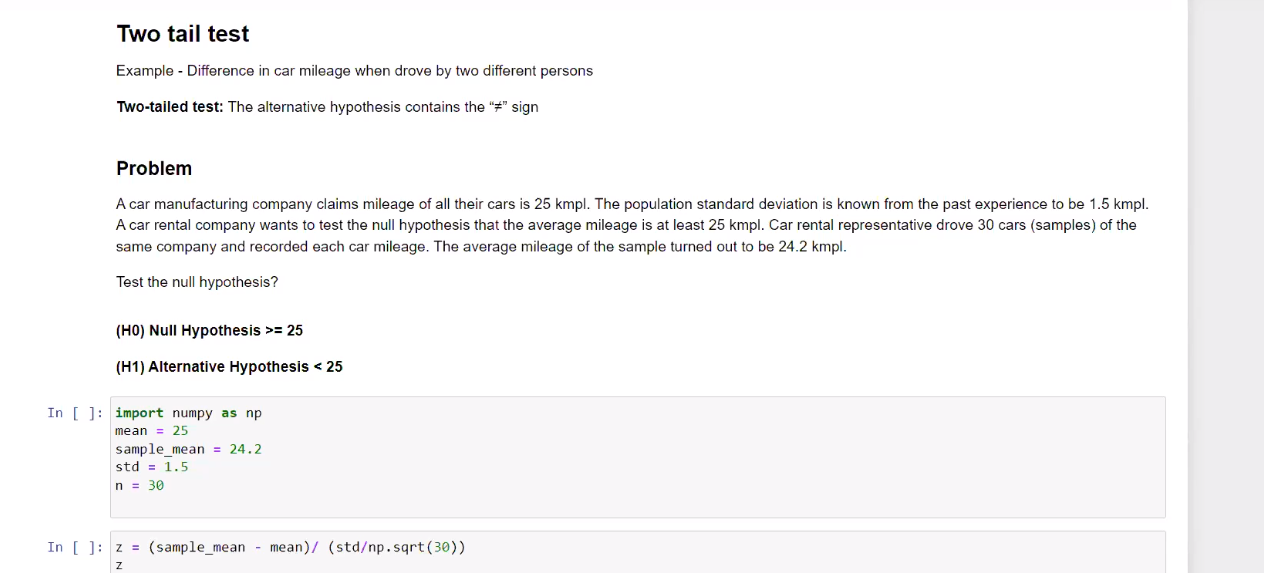 Two tail test
Example - Difference in car mileage when drove by two different persons
Two-tailed test: The alternative hypothesis contains the “≠” sign
Problem
A car manufacturing company claims mileage of all their cars is 25 kmpl. The population standard deviation is known from the past experience to be 1.5 kmpl.
A car rental company wants to test the null hypothesis that the average mileage is at least 25 kmpl. Car rental representative drove 30 cars (samples) of the
same company and recorded each car mileage. The average mileage of the sample turned out to be 24.2 kmpl.
Test the null hypothesis?
(H0) Null Hypothesis >= 25
(H1) Alternative Hypothesis < 25
In [ ]: import numpy as np
mean = 25
sample_mean = 24.2
std = 1.5
n = 30
In [ ]: z = (sample_mean - mean)/ (std/np.sqrt(30))
z